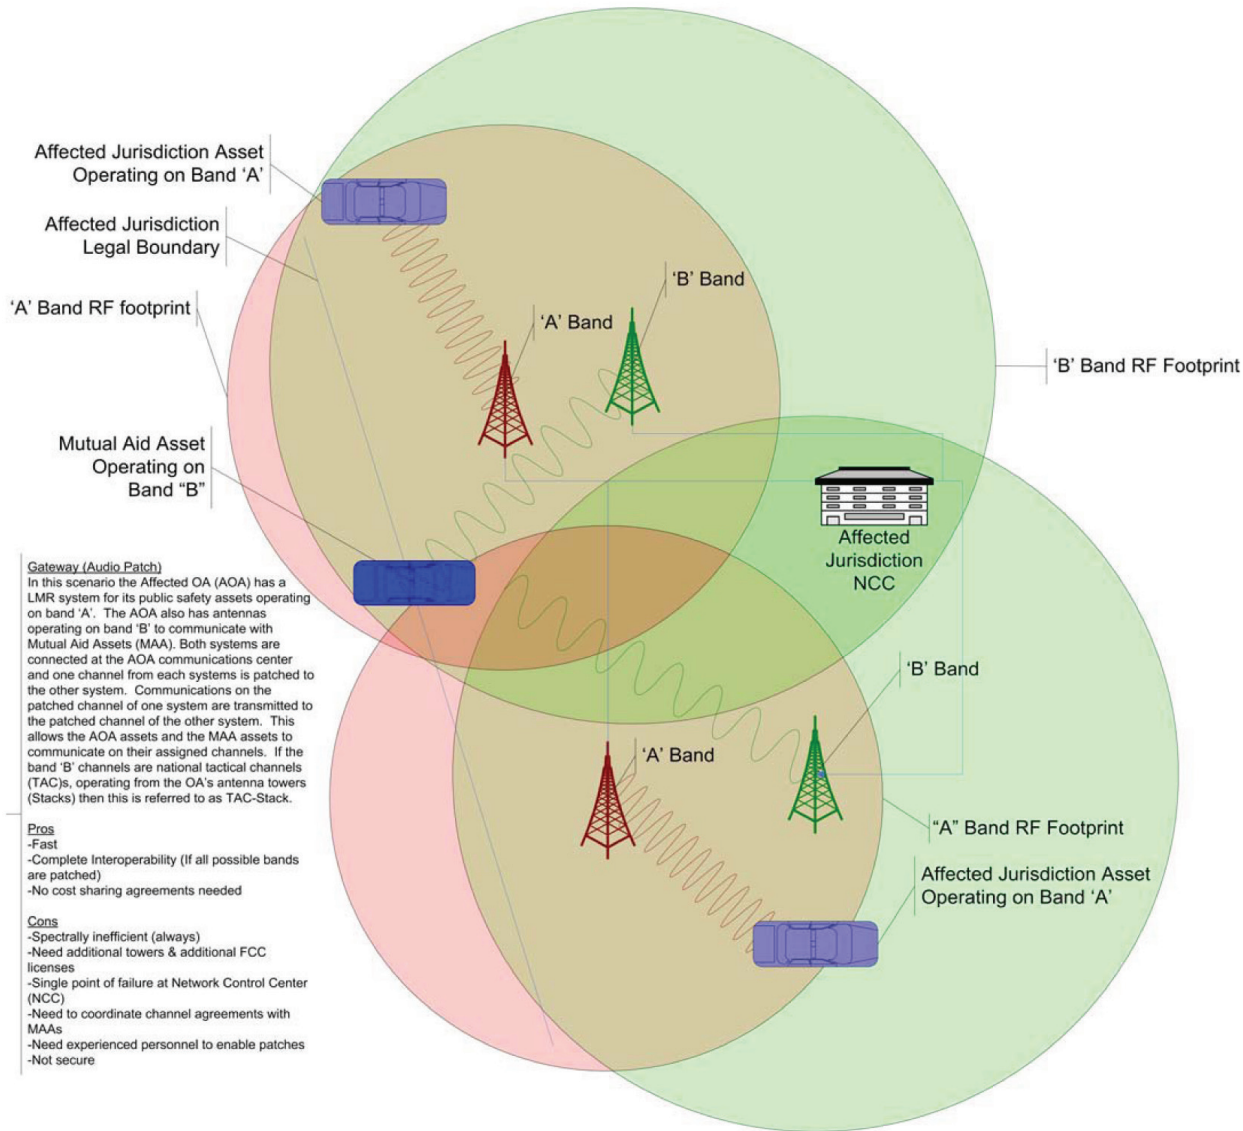 Affected Jurisdiction Asset
Operating on Band ‘A’
Affected Jurisdiction
Legal Boundary
‘A’ Band RF footprint
‘B’ Band
‘A’ Band
‘B’ Band RF Footprint
Mutual Aid Asset
Operating on
Band “B”
Affected
Jurisdiction
NCC
Gateway (Audio Patch)
In this scenario the Affected OA (AOA) has a
LMR system for its public safety assets operating
on band ‘A’.  The AOA also has antennas
operating on band ‘B’ to communicate with
Mutual Aid Assets (MAA). Both systems are
connected at the AOA communications center
and one channel from each systems is patched to
the other system.  Communications on the
patched channel of one system are transmitted to
the patched channel of the other system.  This
allows the AOA assets and the MAA assets to
communicate on their assigned channels.  If the
band ‘B’ channels are national tactical channels
(TAC)s, operating from the OA’s antenna towers
(Stacks) then this is referred to as TAC-Stack.
Pros
-Fast
-Complete Interoperability (If all possible bands
are patched)
-No cost sharing agreements needed
Cons
-Spectrally inefficient (always)
-Need additional towers & additional FCC
licenses
-Single point of failure at Network Control Center
(NCC)
-Need to coordinate channel agreements with
MAAs
-Need experienced personnel to enable patches
-Not secure
‘B’ Band
‘A’ Band
“A” Band RF Footprint
Affected Jurisdiction Asset
Operating on Band ‘A’